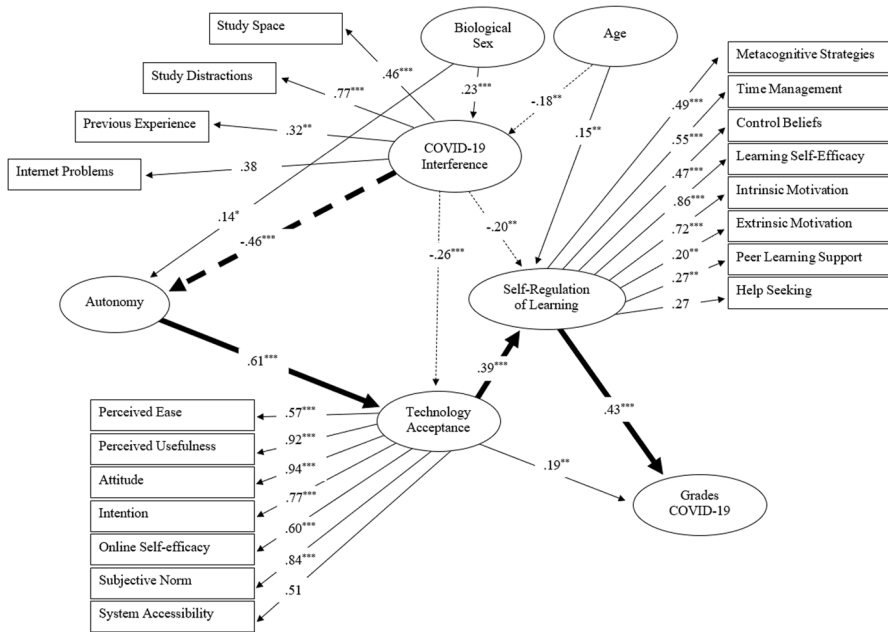 Study Space
Biological
Sex
Age
Metacognitive Strategies
Study Distractions
.46***
.23***
-.18**
Time Management
.77***
.49***
Previous Experience
.32**
COVID-19
Interference
.15**
.55***
Control Beliefs
Internet Problems
.38
.47***
Learning Self-Efficacy
.86***
Intrinsic Motivation
.14*
-.46***
-.20**
.72***
Extrinsic Motivation
-.26***
.20**
Peer Learning Support
.27**
Autonomy
Self-Regulation
of Learning
.27
Help Seeking
.61***
.39***
Perceived Ease
.57***
Technology
Acceptance
.43***
Perceived Usefulness
.92***
Attitude
.94***
.19**
Intention
.77***
Grades
COVID-19
Online Self-efficacy
.60***
Subjective Norm
.84***
System Accessibility
.51